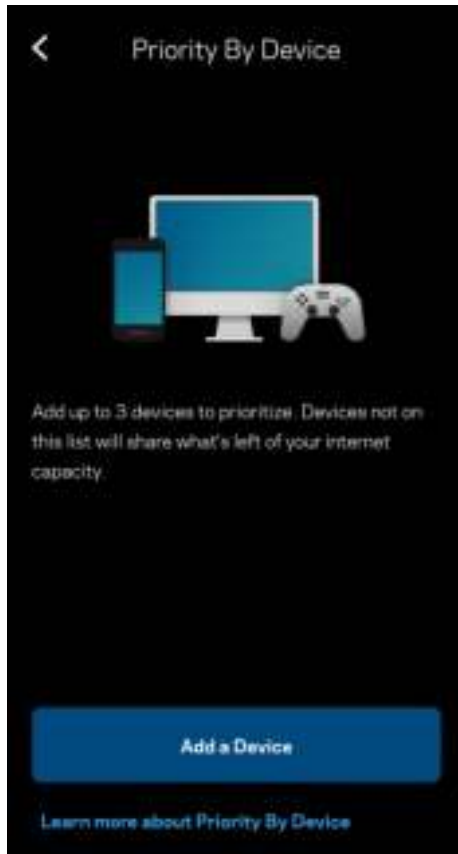 Priority By Device
Add up to 3 devices to prioritize. Devices not on
this list will share what's left of your internet
capacity.
Add a Device
Learn more about Priority By Device